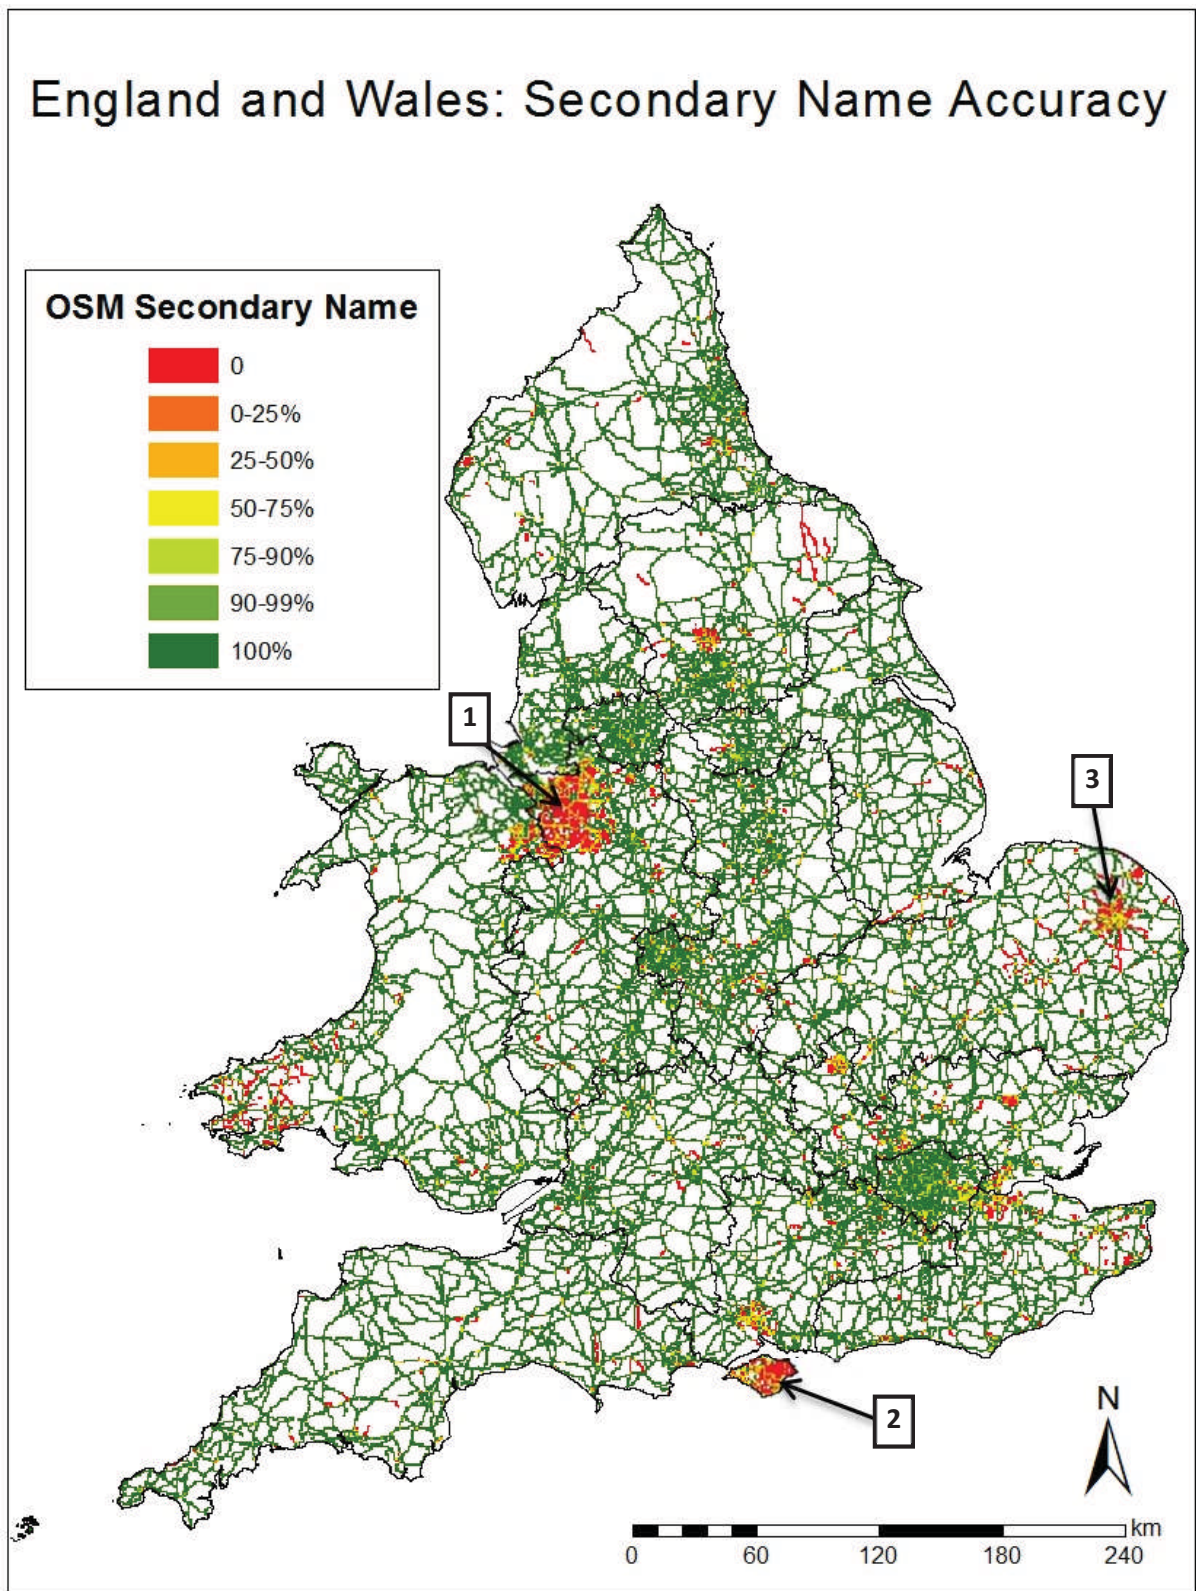 England and Wales: Secondary Name Accuracy
OSM Secondary Name
0
0-25%
25-50%
50-75%
75-90%
90-99%
100%
1
3
2
N
km
0 60 120 180 240